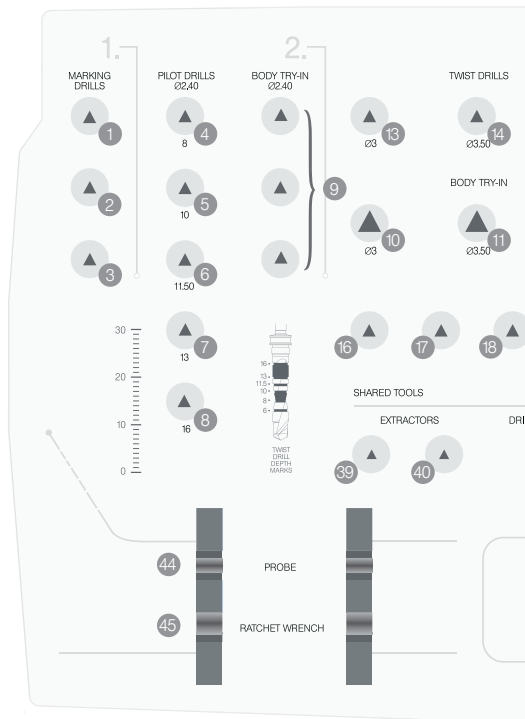 1.
2.
MARKING
DRILLS
PILOT DRILLS
Ø2,40
BODY TRY-IN
Ø2.40
TWIST DRILLS
1
4
8
13
Ø3
14
Ø3.50
2
5
10
9
BODY TRY-IN
10
Ø3
11
Ø3.50
3
6
11.50
7
13
8
16
30
20
10
0
16
13
11.5
10
8
6
TWIST
DRILL
DEPTH
MARKS
16
17
18
SHARED TOOLS
EXTRACTORS
DRI
39
40
44
PROBE
45
RATCHET WRENCH